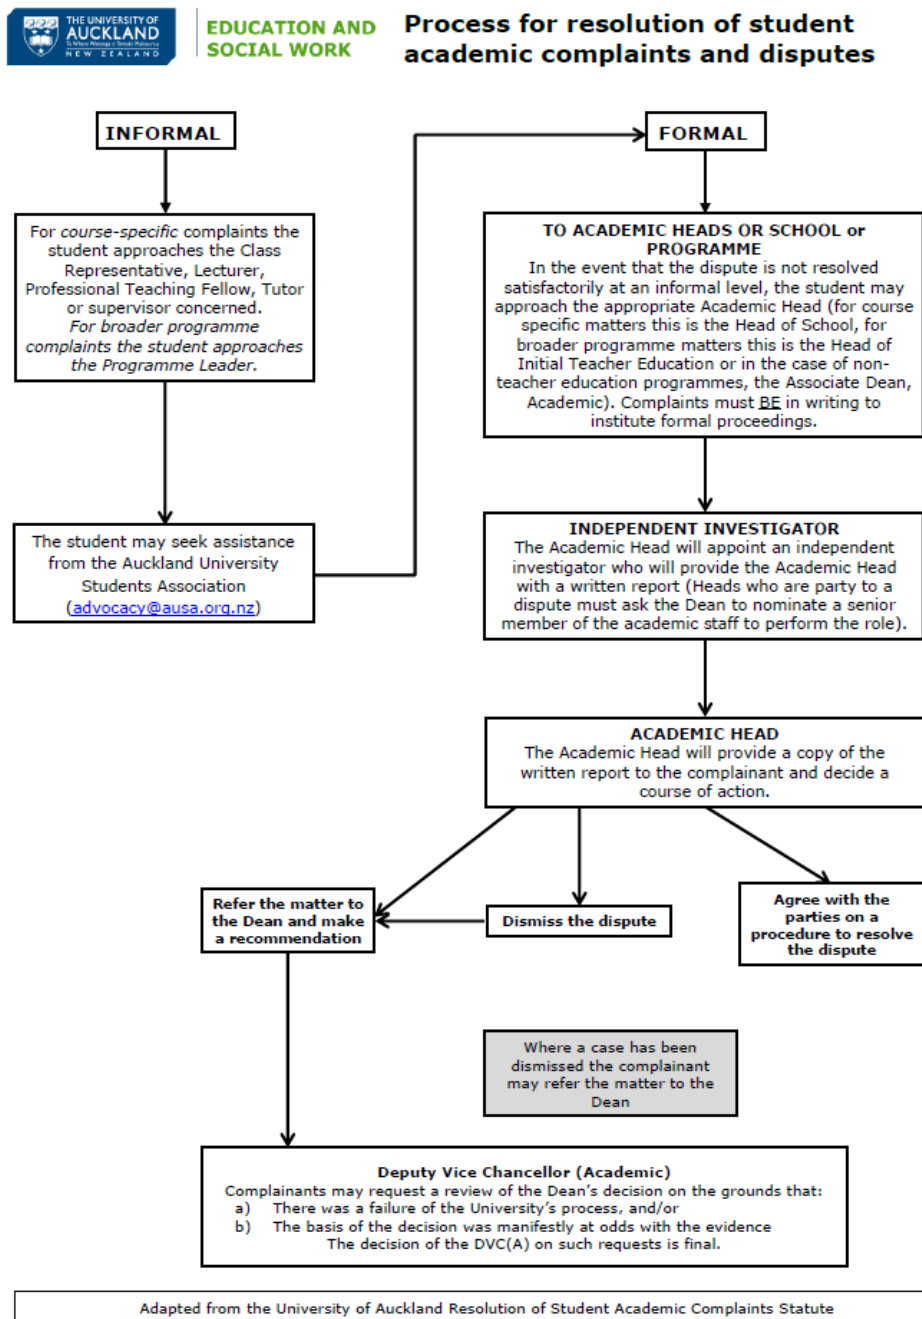 THE UNIVERSITY OF
AUCKLAND
Te Whare Wānanga o Tāmaki Makaurau
NEW ZEALAND
EDUCATION AND
SOCIAL WORK
Process for resolution of student
academic complaints and disputes
INFORMAL
For course-specific complaints the
student approaches the Class
Representative, Lecturer,
Professional Teaching Fellow, Tutor
or supervisor concerned.
For broader programme
complaints the student approaches
the Programme Leader.
The student may seek assistance
from the Auckland University
Students Association
(advocacy@ausa.org.nz)
FORMAL
TO ACADEMIC HEADS OR SCHOOL or
PROGRAMME
In the event that the dispute is not resolved
satisfactorily at an informal level, the student may
approach the appropriate Academic Head (for course
specific matters this is the Head of School, for
broader programme matters this is the Head of
Initial Teacher Education or in the case of non-
teacher education programmes, the Associate Dean,
Academic). Complaints must BE in writing to
institute formal proceedings.
INDEPENDENT INVESTIGATOR
The Academic Head will appoint an independent
investigator who will provide the Academic Head
with a written report (Heads who are party to a
dispute must ask the Dean to nominate a senior
member of the academic staff to perform the role).
ACADEMIC HEAD
The Academic Head will provide a copy of the
written report to the complainant and decide a
course of action.
Refer the matter to
the Dean and make
a recommendation
Dismiss the dispute
Agree with the
parties on a
procedure to resolve
the dispute
Where a case has been
dismissed the complainant
may refer the matter to the
Dean
Deputy Vice Chancellor (Academic)
Complainants may request a review of the Dean's decision on the grounds that:
a) There was a failure of the University's process, and/or
b) The basis of the decision was manifestly at odds with the evidence
The decision of the DVC(A) on such requests is final.
Adapted from the University of Auckland Resolution of Student Academic Complaints Statute